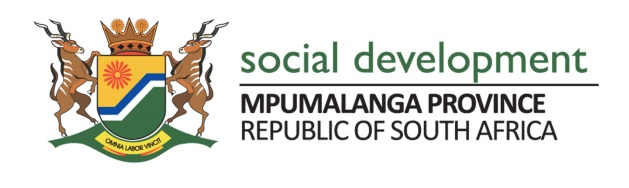 OMNIA LABOR VINCIT
social development
MPUMALANGA PROVINCE
REPUBLIC OF SOUTH AFRICA